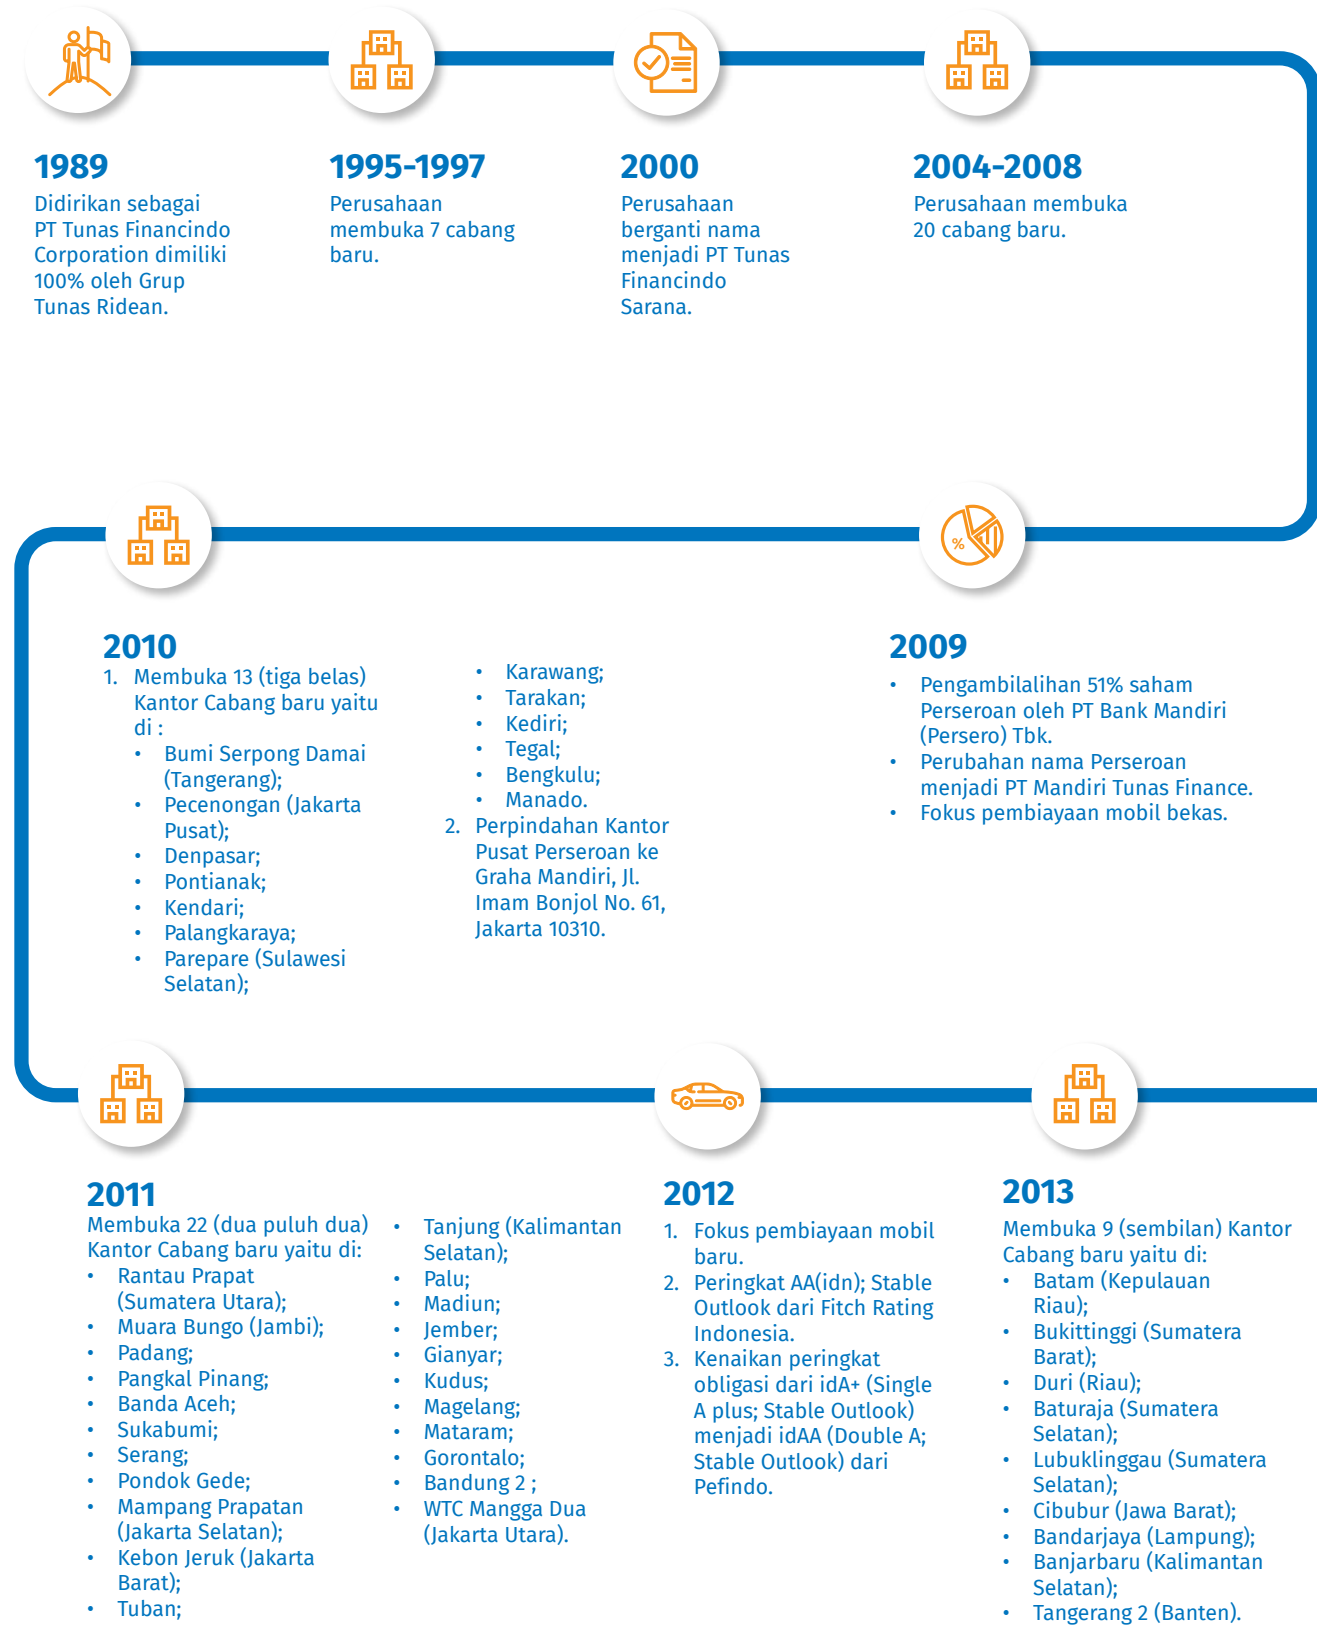 1989
Didirikan sebagai
PT Tunas Financindo
Corporation dimiliki
100% oleh Grup
Tunas Ridean.
1995-1997
Perusahaan
membuka 7 cabang
baru.
2000
Perusahaan
berganti nama
menjadi PT Tunas
Financindo
Sarana.
2004-2008
Perusahaan membuka
20 cabang baru.
%
2009
• Pengambilalihan 51% saham
Perseroan oleh PT Bank Mandiri
(Persero) Tbk.
• Perubahan nama Perseroan
menjadi PT Mandiri Tunas Finance.
• Fokus pembiayaan mobil bekas.
2010
1. Membuka 13 (tiga belas)
Kantor Cabang baru yaitu
di :
• Bumi Serpong Damai
(Tangerang);
• Pecenongan (Jakarta
Pusat);
• Denpasar;
• Pontianak;
• Kendari;
• Palangkaraya;
• Parepare (Sulawesi
Selatan);
• Karawang;
• Tarakan;
• Kediri;
• Tegal;
• Bengkulu;
• Manado.
2. Perpindahan Kantor
Pusat Perseroan ke
Graha Mandiri, Jl.
Imam Bonjol No. 61,
Jakarta 10310.
2011
Membuka 22 (dua puluh dua)
Kantor Cabang baru yaitu di:
• Rantau Prapat
(Sumatera Utara);
• Muara Bungo (Jambi);
• Padang;
• Pangkal Pinang;
• Banda Aceh;
• Sukabumi;
• Serang;
• Pondok Gede;
• Mampang Prapatan
(Jakarta Selatan);
• Kebon Jeruk (Jakarta
Barat);
• Tuban;
• Tanjung (Kalimantan
Selatan);
• Palu;
• Madiun;
• Jember;
• Gianyar;
• Kudus;
• Magelang;
• Mataram;
• Gorontalo;
• Bandung 2 ;
• WTC Mangga Dua
(Jakarta Utara).
2012
1. Fokus pembiayaan mobil
baru.
2. Peringkat AA(idn); Stable
Outlook dari Fitch Rating
Indonesia.
3. Kenaikan peringkat
obligasi dari idA+ (Single
A plus; Stable Outlook)
menjadi idAA (Double A;
Stable Outlook) dari
Pefindo.
2013
Membuka 9 (sembilan) Kantor
Cabang baru yaitu di:
• Batam (Kepulauan
Riau);
• Bukittinggi (Sumatera
Barat);
• Duri (Riau);
• Baturaja (Sumatera
Selatan);
• Lubuklinggau (Sumatera
Selatan);
• Cibubur (Jawa Barat);
• Bandarjaya (Lampung);
• Banjarbaru (Kalimantan
Selatan);
• Tangerang 2 (Banten).